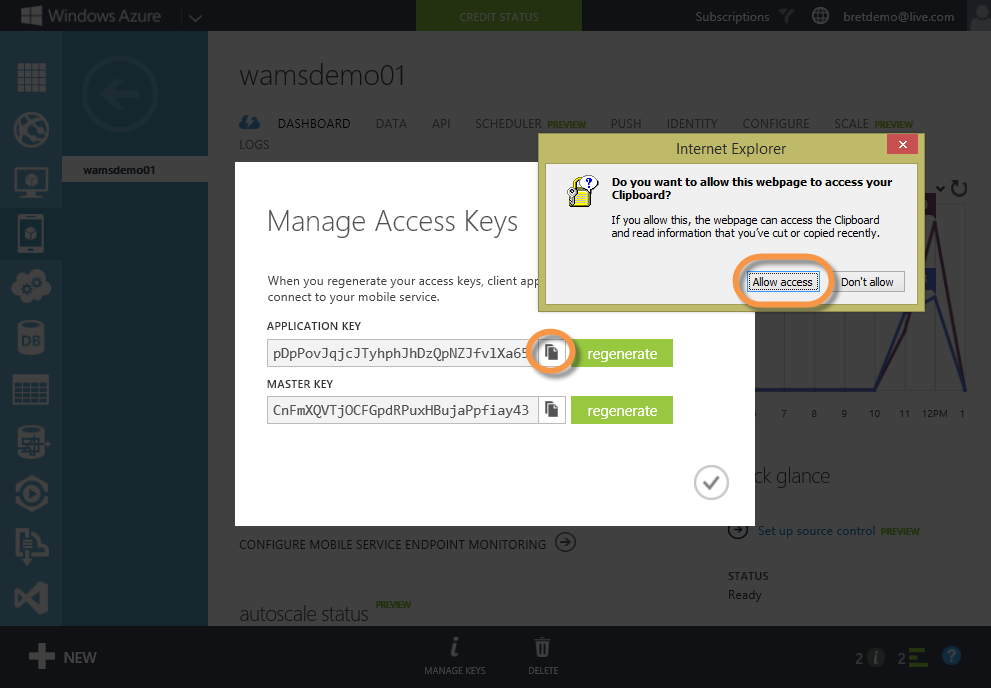 Windows Azure
CREDIT STATUS
Subscriptions
bretdemo@live.com
wamsdemo01
wamsdemo01
DASHBOARD DATA API SCHEDULER PREVIEW PUSH IDENTITY CONFIGURE SCALE PREVIEW
LOGS
Internet Explorer
Do you want to allow this webpage to access your
Clipboard?
If you allow this, the webpage can access the Clipboard
and read information that you've cut or copied recently.
Allow access
Don't allow
Manage Access Keys
When you regenerate your access keys, client app
connect to your mobile service.
APPLICATION KEY
pDpPovJqjcJTyhphJhDzQpNZJfvlXa65
regenerate
MASTER KEY
CnFmXQVTjOCFGpdRPuxHBujaPpfiay43
regenerate
7 8 9 10 11 12PM 1
ck glance
Set up source control PREVIEW
CONFIGURE MOBILE SERVICE ENDPOINT MONITORING
STATUS
Ready
autoscale status PREVIEW
DB
NEW
MANAGE KEYS
DELETE
2
2